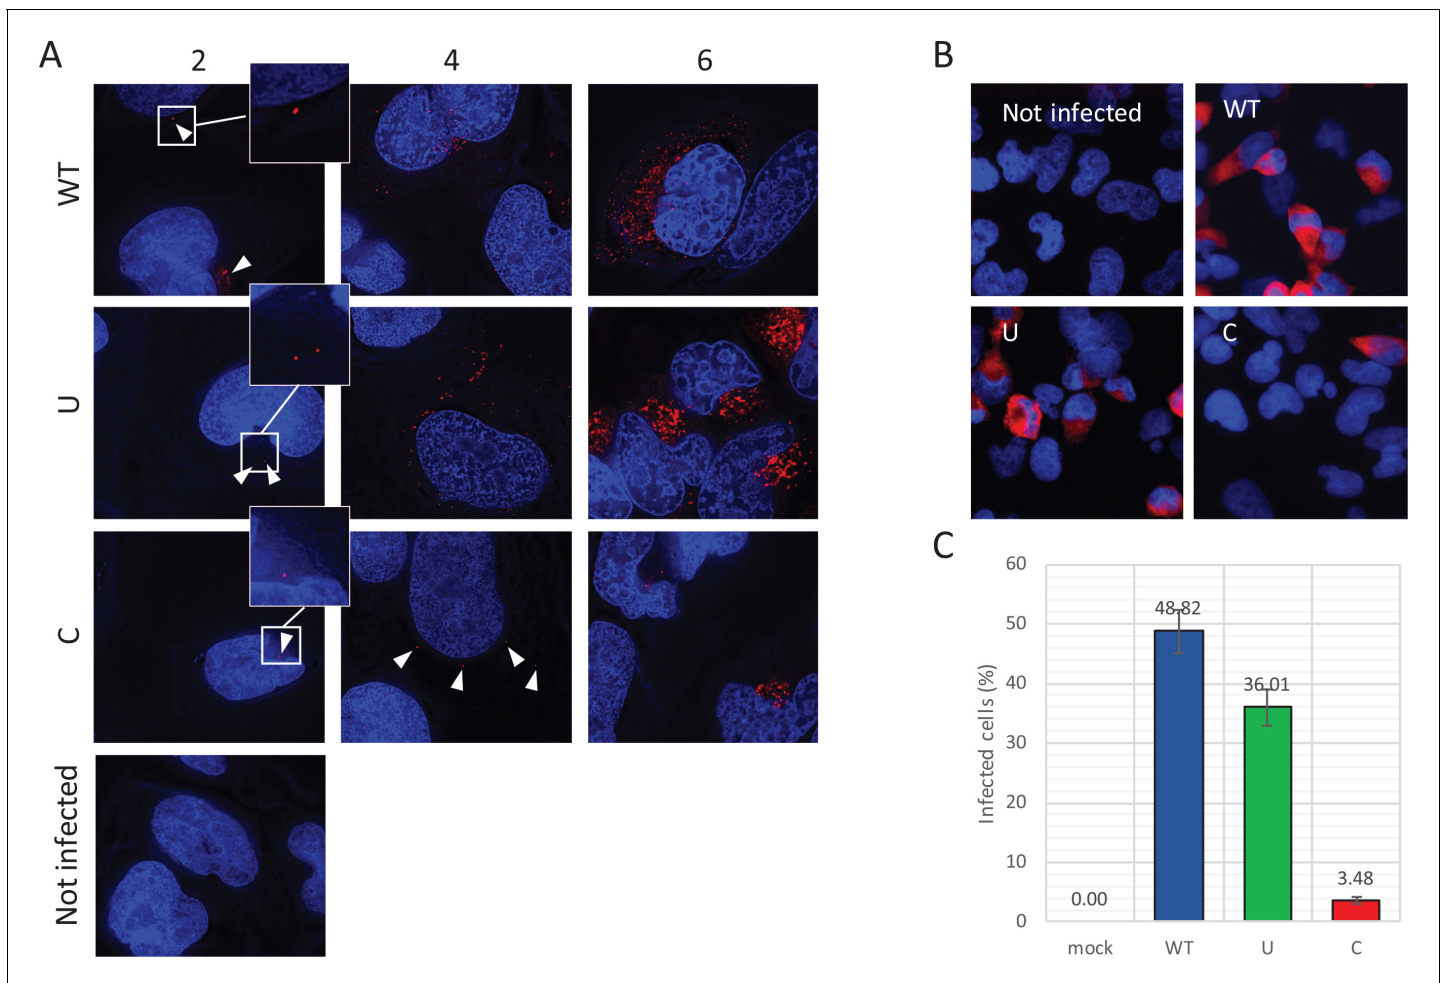 A
2
4
6
WT
U
C
Not infected
B
Not infected
WT
U
C
C
Infected cells (%)
60
50
40
30
20
10
0
0.00
48.82
36.01
3.48
mock
WT
U
C